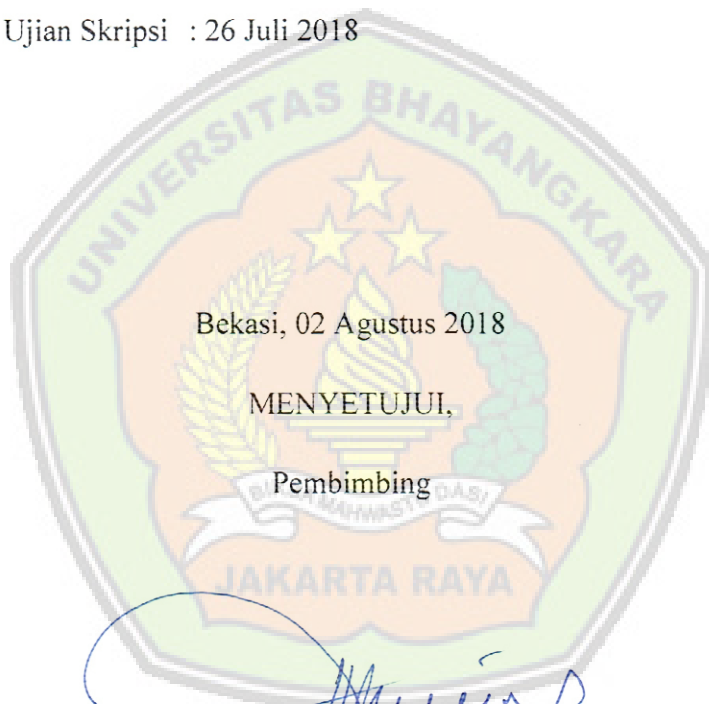 Ujian Skripsi : 26 Juli 2018
UNIVERSITAS BHAYANGKARA
Bekasi, 02 Agustus 2018
MENYETUJUI,
Pembimbing
JAKARTA RAYA